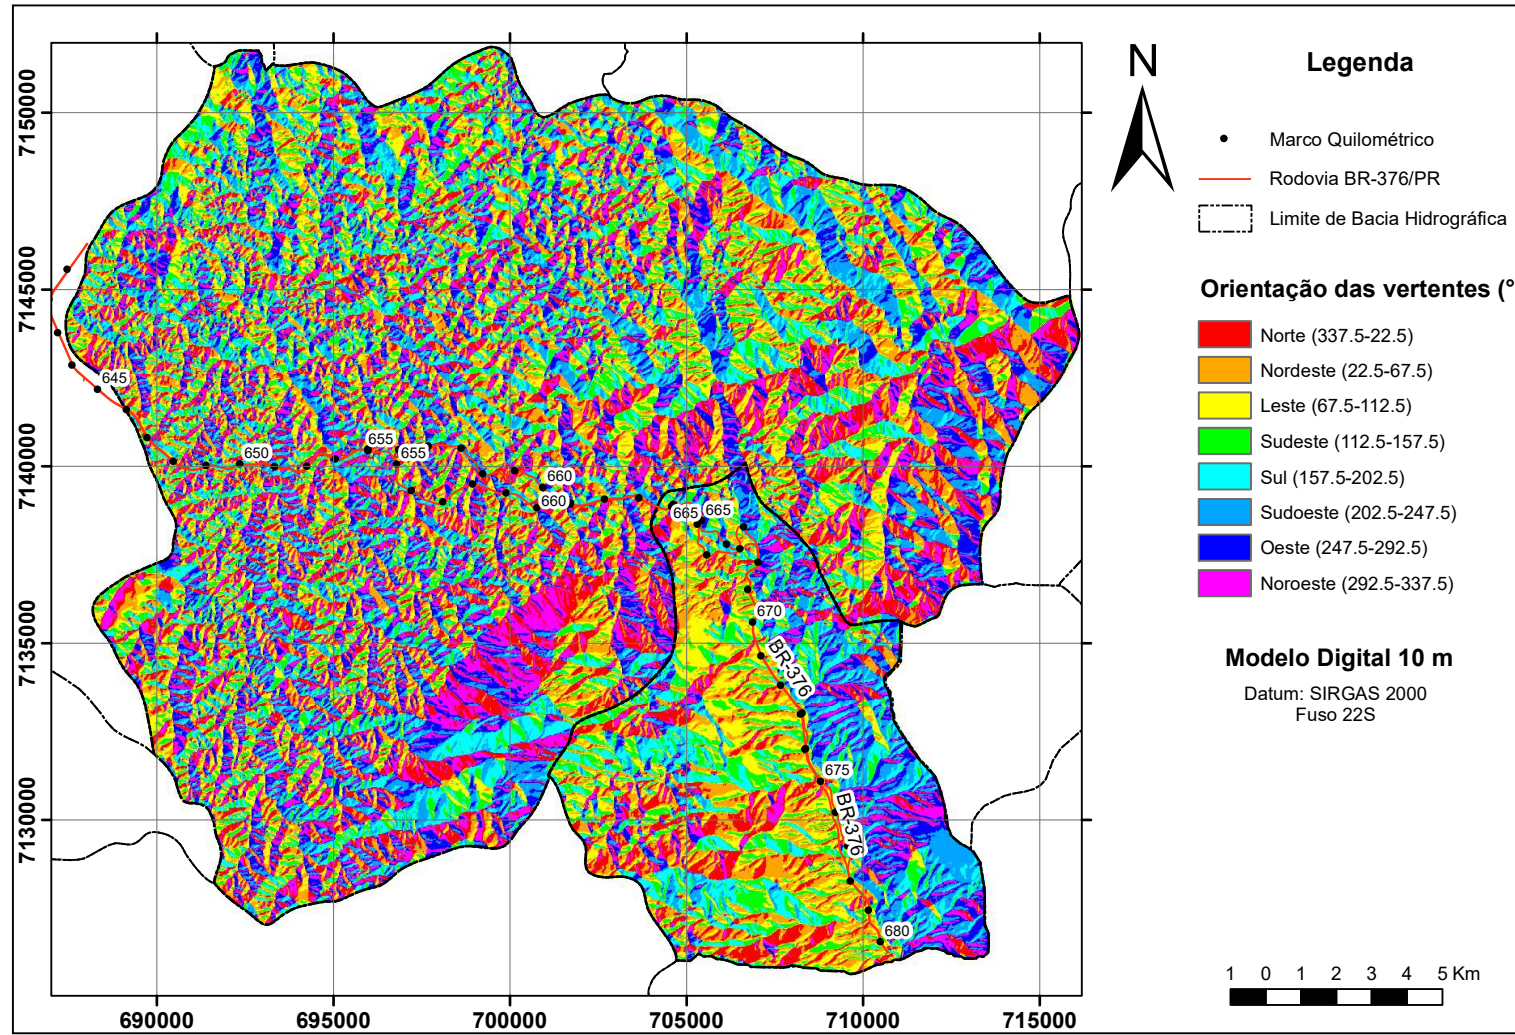 7150000
7145000
7140000
7135000
7130000
690000
695000
700000
705000
710000
715000
645
650
655
655
660
660
665
665
670
BR-376
675
BR-376
680
N
Legenda
Marco Quilométrico
Rodovia BR-376/PR
Limite de Bacia Hidrográfica
Orientação das vertentes (°
Norte (337.5-22.5)
Nordeste (22.5-67.5)
Leste (67.5-112.5)
Sudeste (112.5-157.5)
Sul (157.5-202.5)
Sudoeste (202.5-247.5)
Oeste (247.5-292.5)
Noroeste (292.5-337.5)
Modelo Digital 10 m
Datum: SIRGAS 2000
Fuso 22S
1 0 1 2 3 4 5 Km